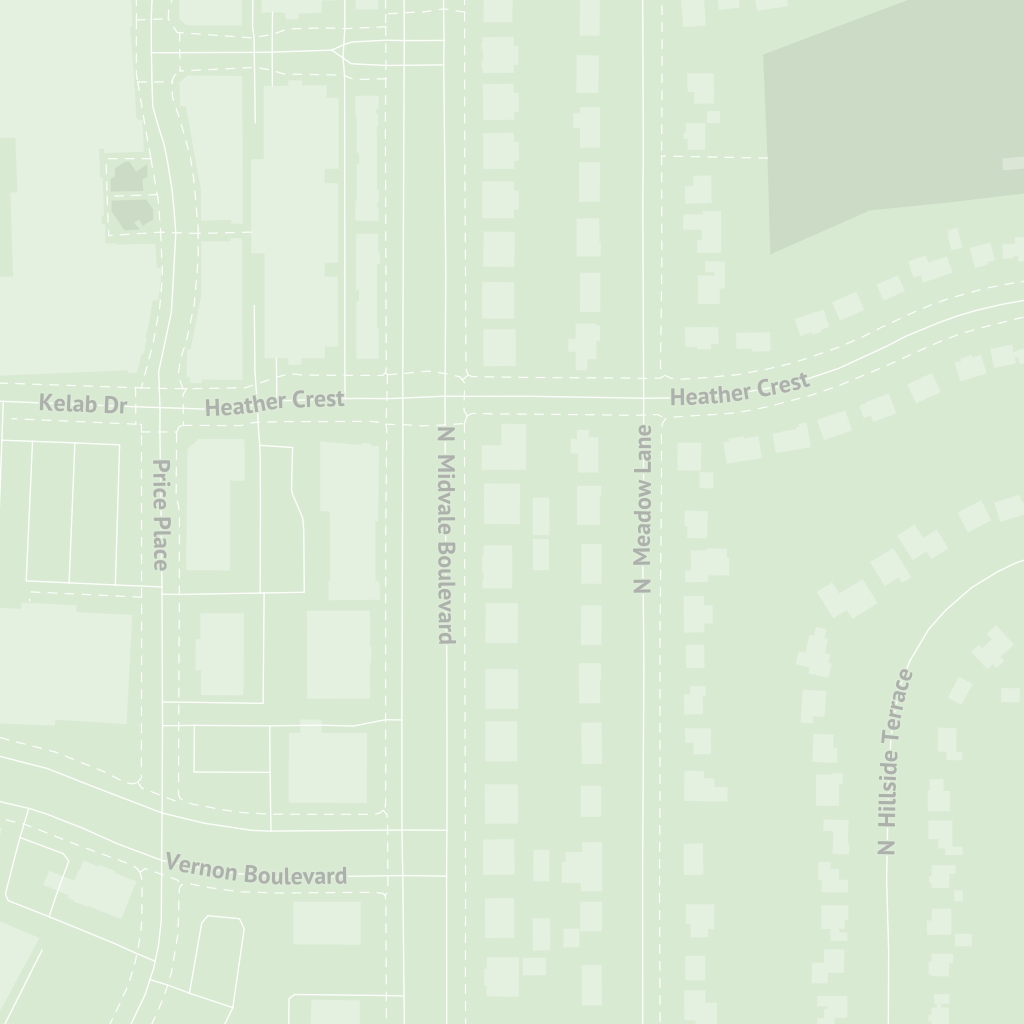 Kelab Dr
Heather Crest
Heather Crest
Price Place
N Midvale Boulevard
N Meadow Lane
N Hillside Terrace
Vernon Boulevard